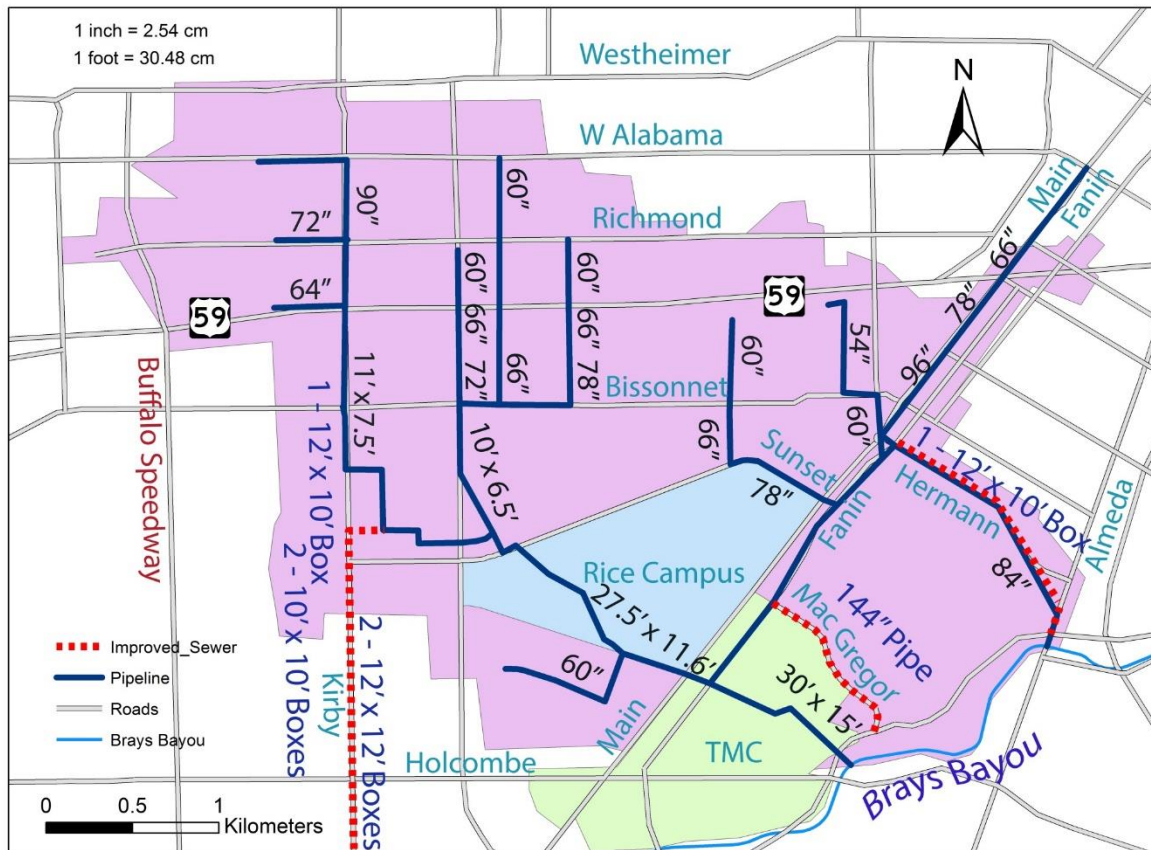 1 inch = 2.54 cm
1 foot = 30.48 cm
Westheimer
N
W Alabama
Main
Fanin
60”
90”
72”
Richmond
66”
64”
59
60”
66”
72”
66”
60”
66”
78”
59
78”
54”
60”
96”
Bissonnet
11’ x 7.5’
Buffalo Speedway
1 - 12’ x 10’ Box
2 - 10’ x 10’ Boxes
10’ x 6.5’
66”
60”
Sunset
78”
Fanin
1 - 12’ x 10’ Box
Hermann
84”
Almeda
Rice Campus
27.5’ x 11.6’
Mac Gregor
144” Pipe
30’ x 15’
60”
Main
TMC
Holcombe
Brays Bayou
Kirby
2 - 12’ x 12’ Boxes
Improved_Sewer
Pipeline
Roads
Brays Bayou
0 0.5 1
Kilometers